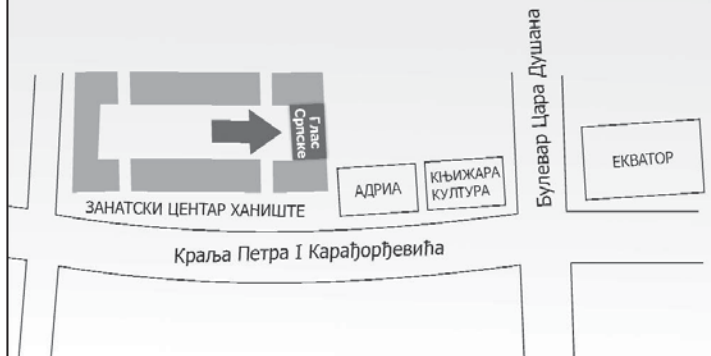 Булевар Цара Душана
Глас
Српске
ЕКВАТОР
АДРИА
КЊИЖАРА
КУЛТУРА
ЗАНАТСКИ ЦЕНТАР ХАНИШТЕ
Краља Петра I Карађорђевића